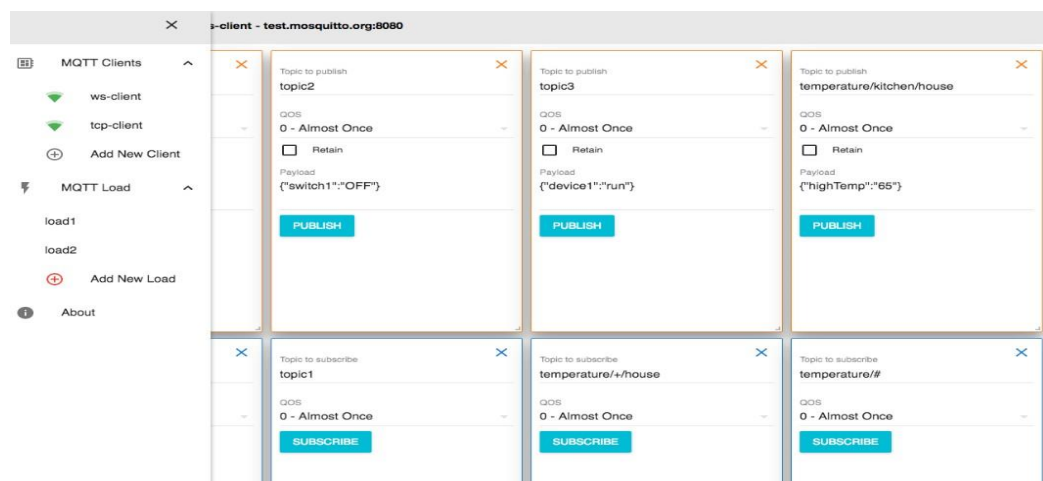 s-client - test.mosquitto.org:8080
MQTT Clients
ws-client
tcp-client
Add New Client
MQTT Load
load1
load2
Add New Load
About
Topic to publish
topic2
QOS
0 - Almost Once
Retain
Payload
{"switch1":"OFF"}
PUBLISH
Topic to publish
topic3
QOS
0 - Almost Once
Retain
Payload
{"device1":"run"}
PUBLISH
Topic to publish
temperature/kitchen/house
QOS
0 - Almost Once
Retain
Payload
{"highTemp":"65"}
PUBLISH
Topic to subscribe
topic1
QOS
0 - Almost Once
SUBSCRIBE
Topic to subscribe
temperature/+/house
QOS
0 - Almost Once
SUBSCRIBE
Topic to subscribe
temperature/#
QOS
0 - Almost Once
SUBSCRIBE